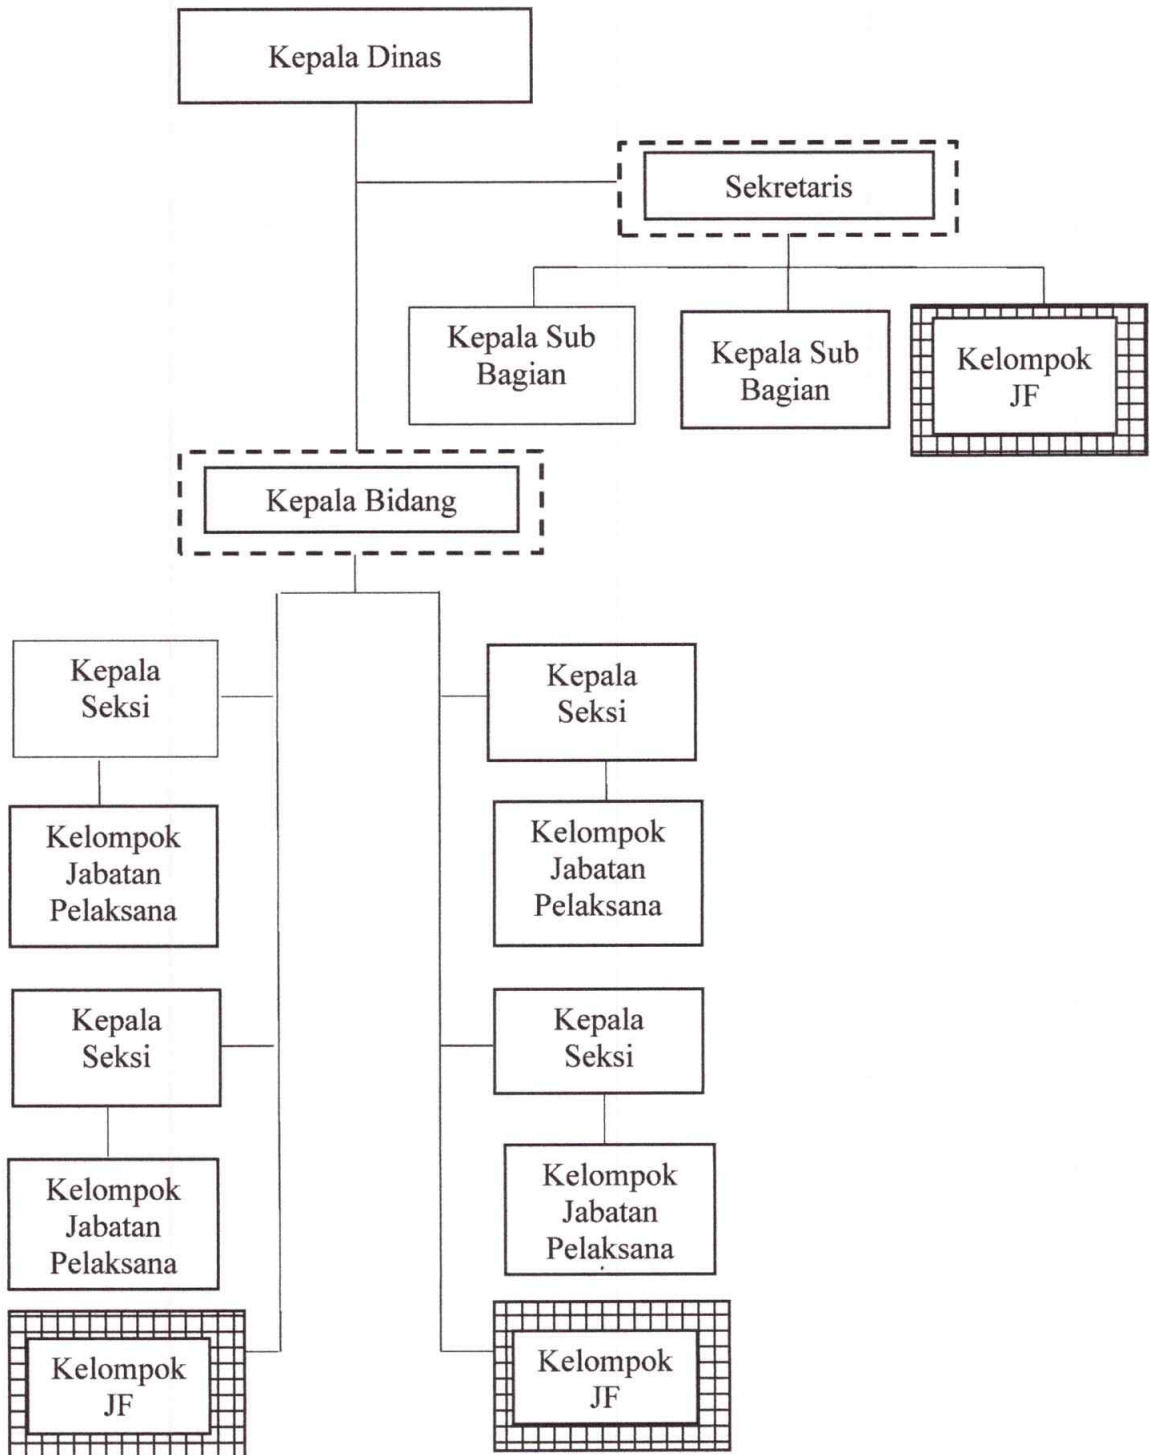 Kepala Dinas
Sekretaris
Kepala Sub
Bagian
Kepala Sub
Bagian
Kelompok
JF
Kepala Bidang
Kepala
Seksi
Kepala
Seksi
Kelompok
Jabatan
Pelaksana
Kelompok
Jabatan
Pelaksana
Kepala
Seksi
Kepala
Seksi
Kelompok
Jabatan
Pelaksana
Kelompok
Jabatan
Pelaksana
Kelompok
JF
Kelompok
JF